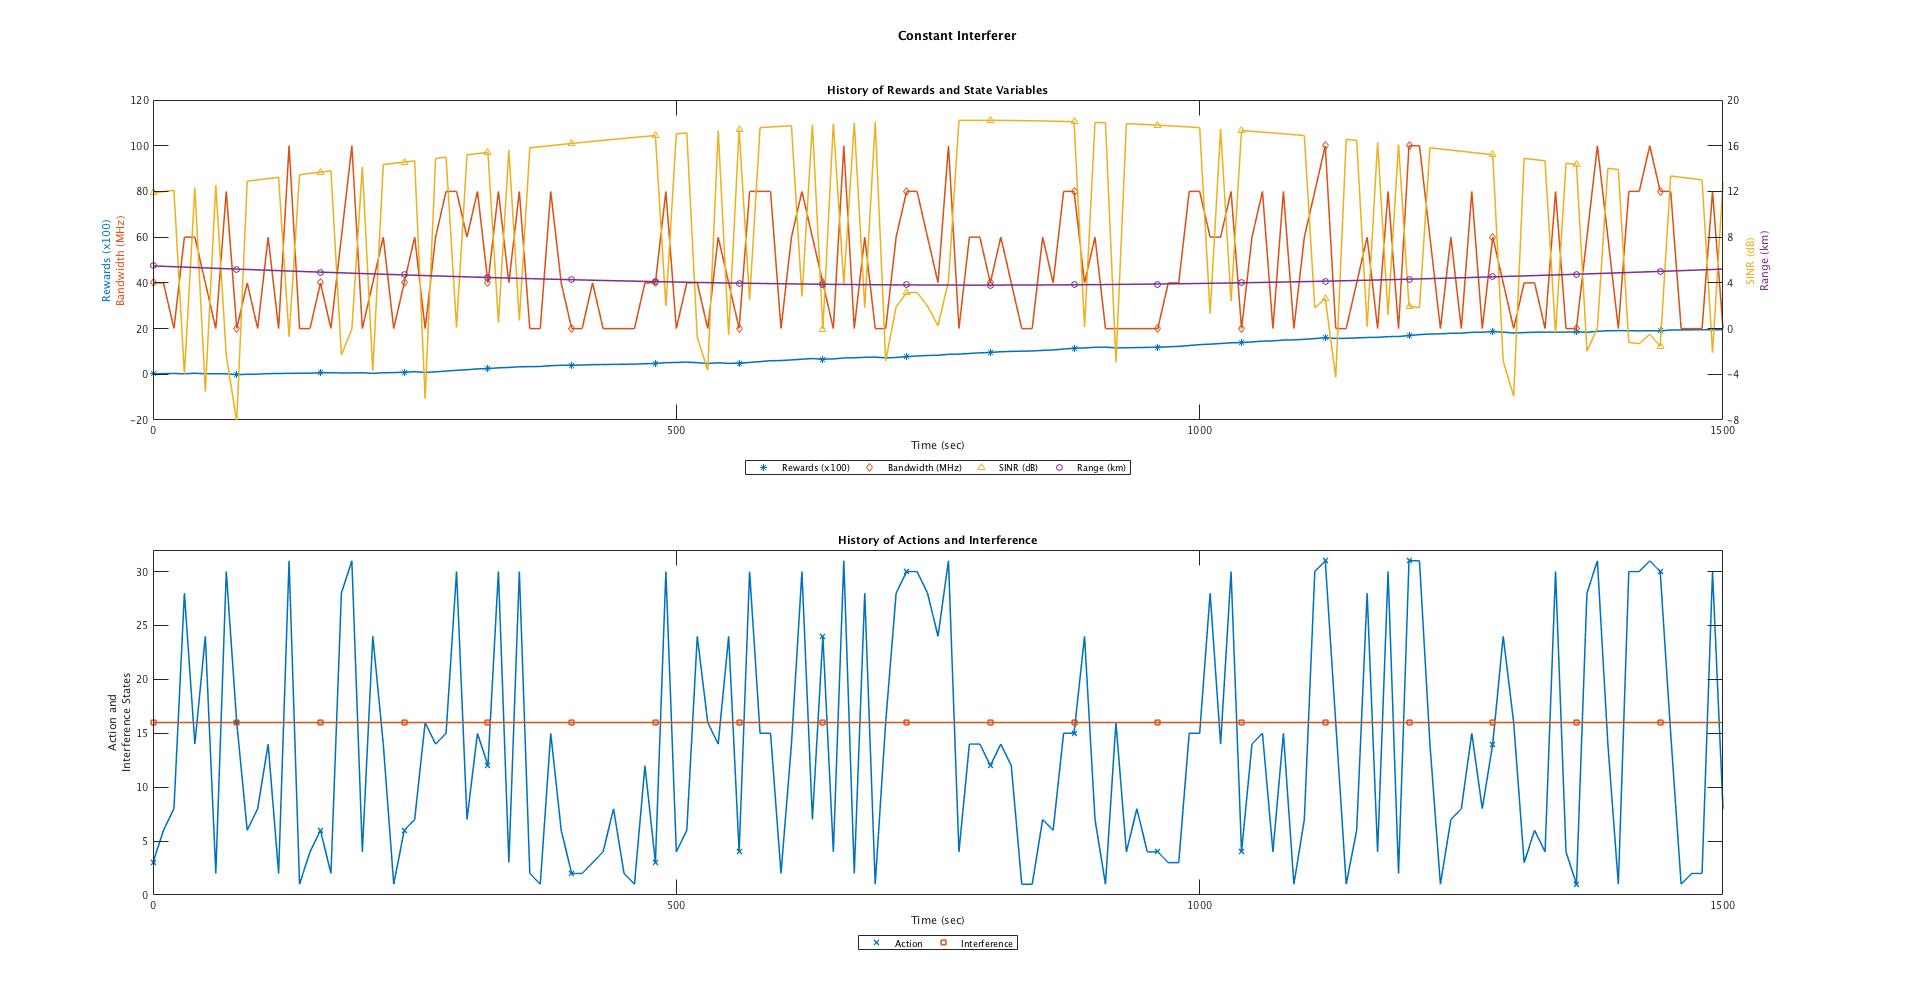 Constant Interferer
History of Rewards and State Variables
Rewards (x100)
Bandwidth (MHz)
120
100
80
60
40
20
0
−20
20
16
12
8
4
0
−4
−8
SINR (dB)
Range (km)
0 500 1000 1500
Time (sec)
Rewards (x100) Bandwidth (MHz) SINR (dB) Range (km)
History of Actions and Interference
Action and
Interference States
30
25
20
15
10
5
0
0 500 1000 1500
Time (sec)
Action Interference